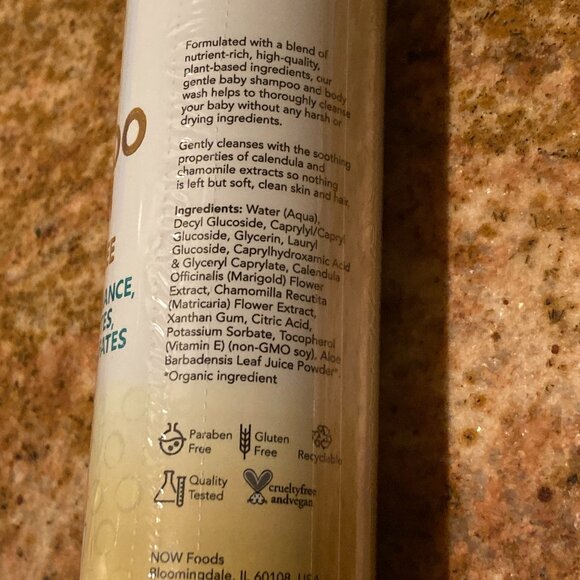 Formulated with a blend of
nutrient-rich, high-quality,
plant-based ingredients, our
gentle baby shampoo and body
wash helps to thoroughly cleanse
your baby without any harsh or
drying ingredients.
Gently cleanses with the soothing
properties of calendula and
chamomile extracts so nothing
is left but soft, clean skin and hair.
Ingredients: Water (Aqua),
Decyl Glucoside, Caprylyl/Capryl
Glucoside, Glycerin, Lauryl
Glucoside, Caprylhydroxamic Acid
& Glyceryl Caprylate, Calendula
Officinalis (Marigold) Flower
Extract, Chamomilla Recutita
(Matricaria) Flower Extract,
Xanthan Gum, Citric Acid,
Potassium Sorbate, Tocopherol
(Vitamin E) (non-GMO soy), Aloe
Barbadensis Leaf Juice Powder*
*Organic ingredient
Paraben
Free
Gluten
Free
Recyclable
Quality
Tested
crueltyfree
andvegan
NOW Foods
Bloomingdale, IL 60108, USA